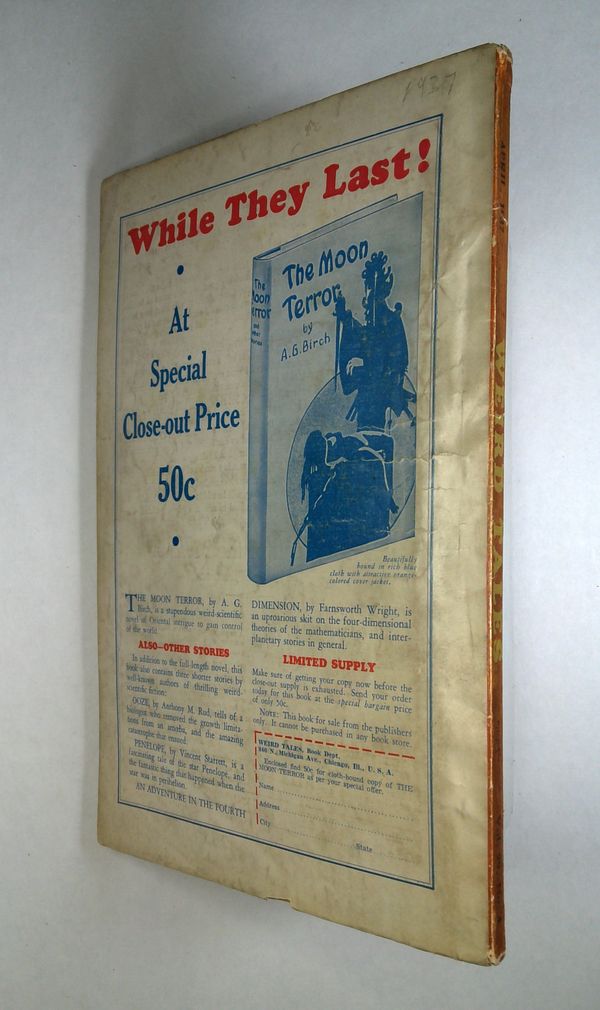 1937
While They Last!
At
Special
Close-out Price
50c
The Moon
Terror
by
A.G. Birch
The
Moon
Terror
and
other
stories
Beautifully
bound in rich blue
cloth with attractive orange-
colored cover jacket.
THE MOON TERROR, by A. G.
Birch, is a stupendous weird-scientific
novel of Oriental intrigue to gain control
of the world.
ALSO—OTHER STORIES
In addition to the full-length novel, this
book also contains three shorter stories by
well-known authors of thrilling weird-
scientific fiction:
OOZE, by Anthony M. Rud, tells of a
biologist who removed the growth limita-
tions from an ameba, and the amazing
catastrophe that ensued.
PENELOPE, by Vincent Starrett, is a
fascinating tale of the star Penelope, and
the fantastic thing that happened when the
star was in perihelion.
AN ADVENTURE IN THE FOURTH
DIMENSION, by Farnsworth Wright, is
an uproarious skit on the four-dimensional
theories of the mathematicians, and inter-
planetary stories in general.
LIMITED SUPPLY
Make sure of getting your copy now before the
close-out supply is exhausted. Send your order
today for this book at the special bargain price
of only 50c.
NOTE: This book for sale from the publishers
only. It cannot be purchased in any book store.
WEIRD TALES, Book Dept.
840 N. Michigan Ave., Chicago, Ill., U. S. A.
Enclosed find 50c for cloth-bound copy of THE
MOON TERROR as per your special offer.
Name
Address
City
State
APRIL
WEIRD TALES